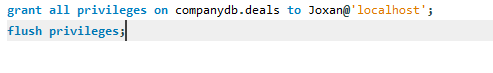 grant all privileges on companydb.deals to Joxan@'localhost';
flush privileges;